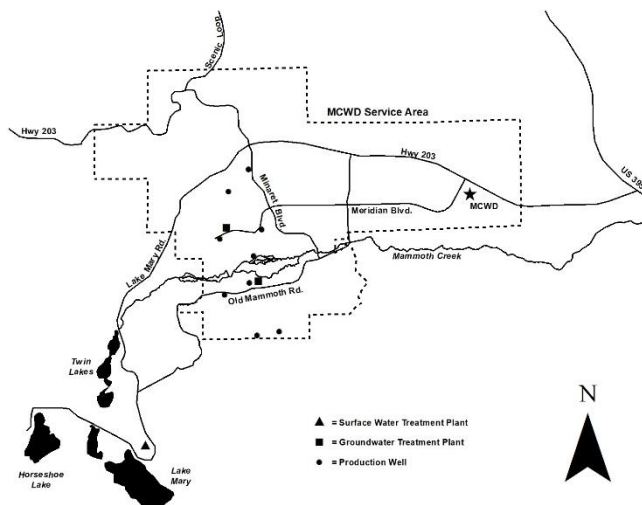 Scenic Loop
MCWD Service Area
Hwy 203
Hwy 203
US 395
Minaret Blvd
MCWD
Meridian Blvd.
Lake Mary Rd.
Mammoth Creek
Old Mammoth Rd.
Twin
Lakes
N
= Surface Water Treatment Plant
= Groundwater Treatment Plant
= Production Well
Horseshoe
Lake
Lake
Mary